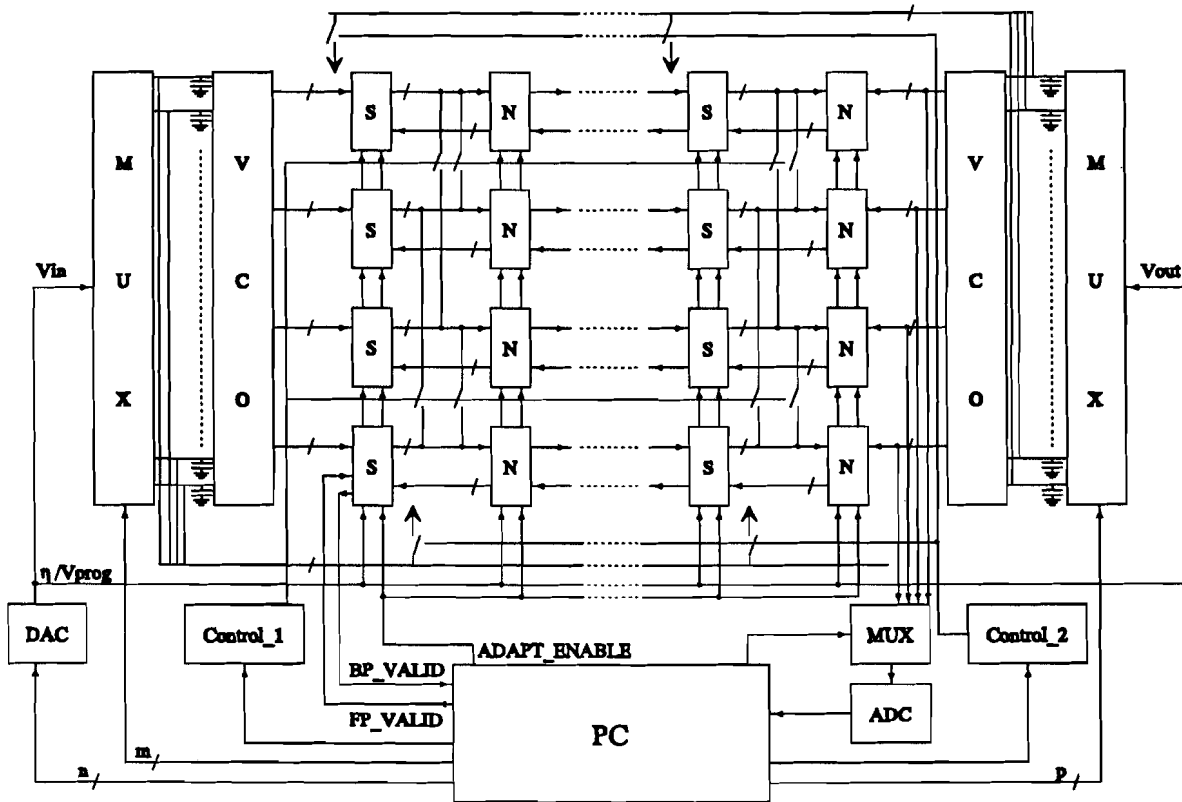 M
U
X
V
C
O
S
N
S
N
V
C
O
M
U
X
S
N
S
N
Vin
Vout
S
N
S
N
S
N
S
N
η /Vprog
DAC
Control_1
ADAPT_ENABLE
MUX
Control_2
BP_VALID
FP_VALID
PC
ADC
m
n
p